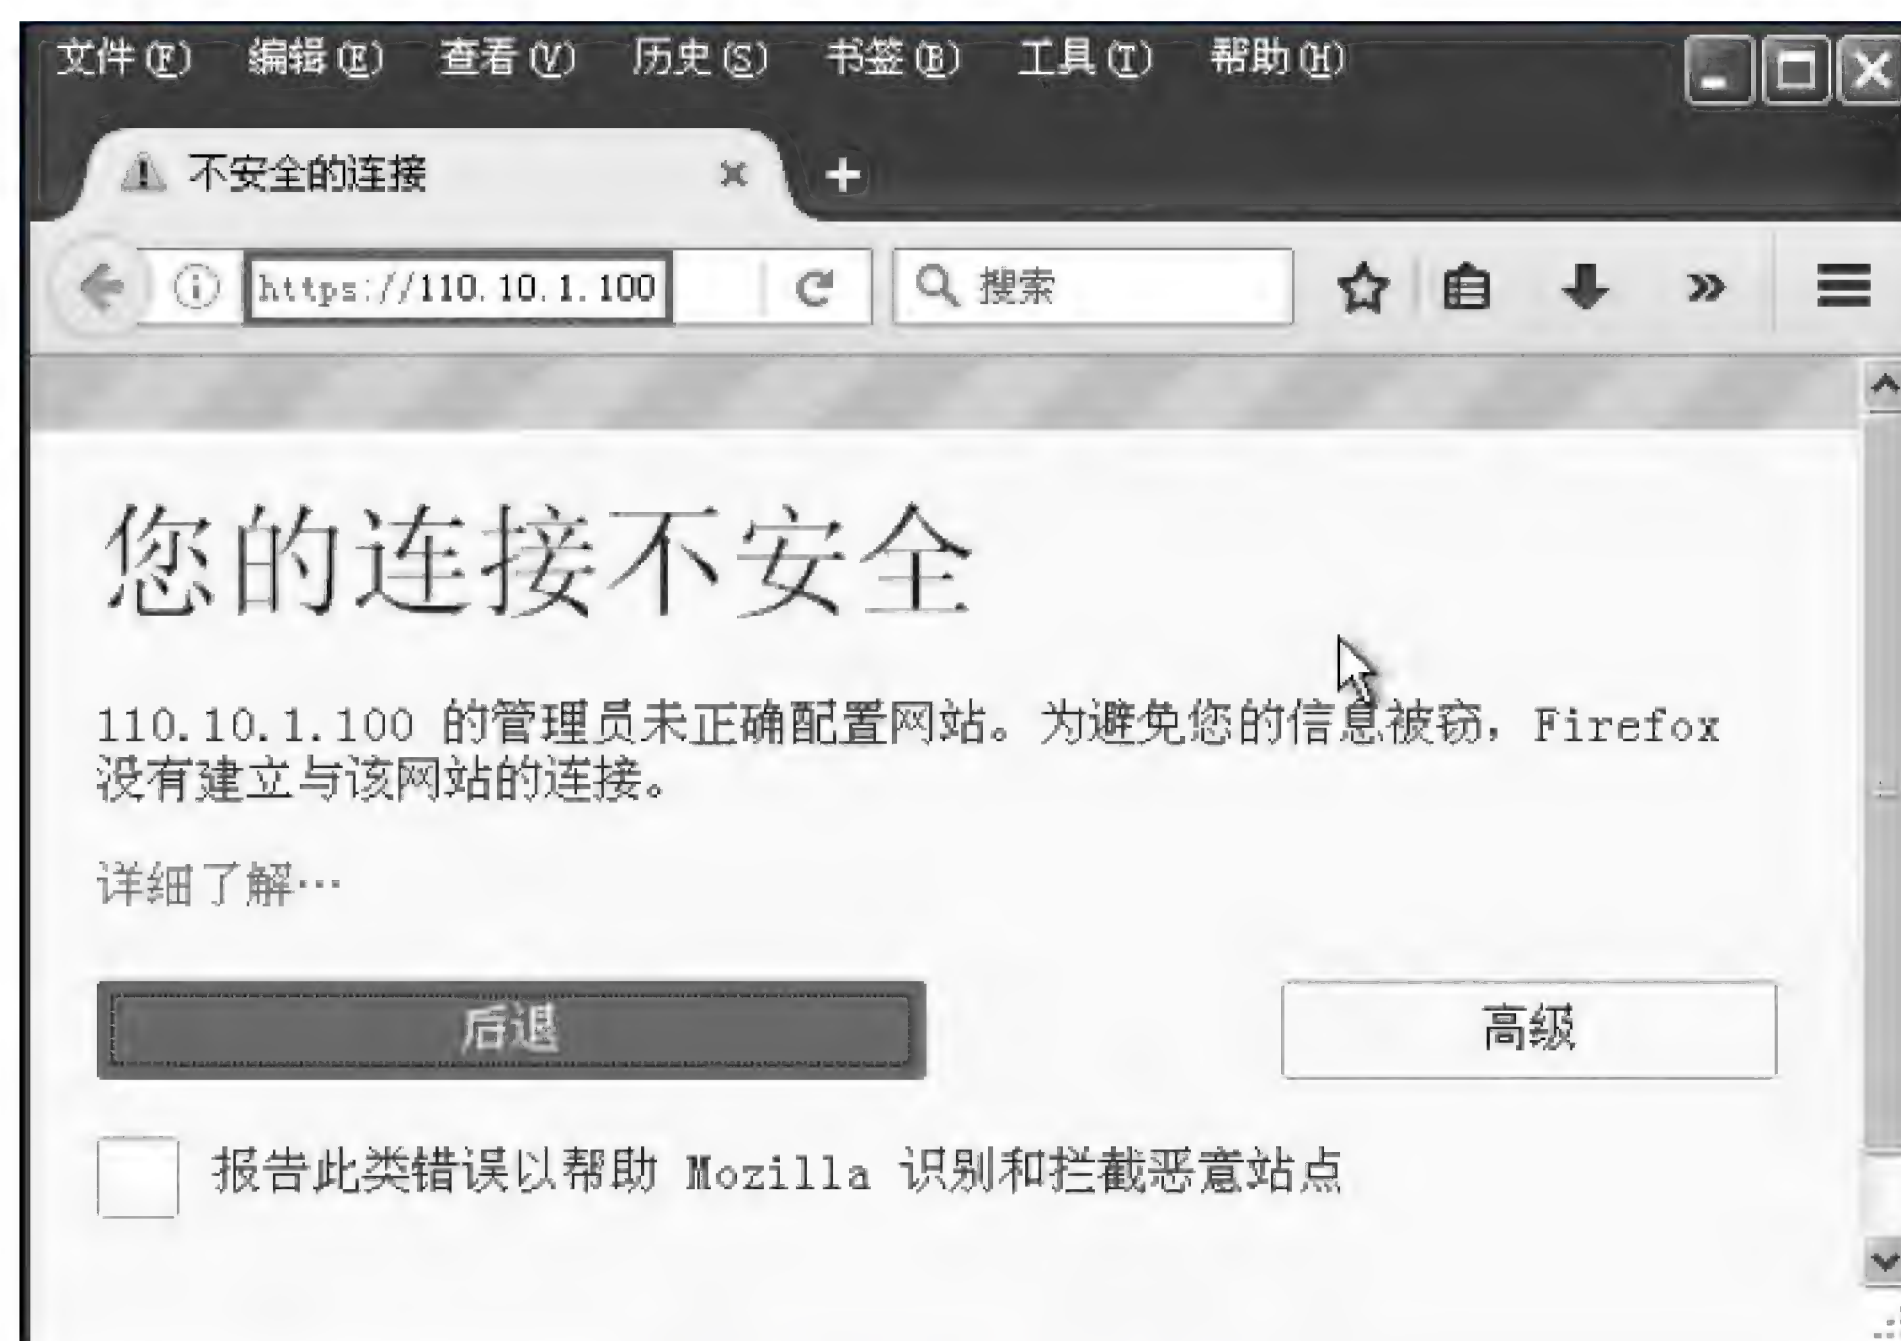 文件(F) 编辑(E) 查看(V) 历史(S) 书签(B) 工具(T) 帮助(H)
不安全的连接
https://110.10.1.100 搜索
您的连接不安全
110.10.1.100 的管理员未正确配置网站。为避免您的信息被窃，Firefox
没有建立与该网站的连接。
详细了解…
后退 高级
报告此类错误以帮助 Mozilla 识别和拦截恶意站点